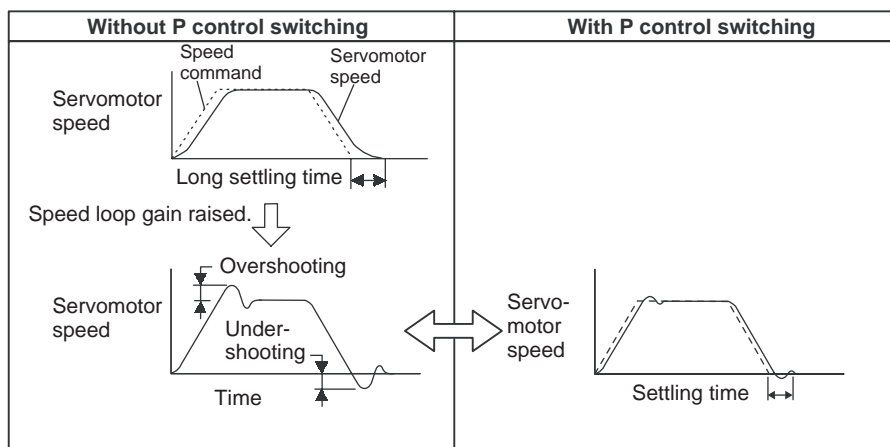 Without P control switching
With P control switching
Speed
command
Servomotor
speed
Servomotor
speed
Long settling time
Speed loop gain raised.
Overshooting
Servomotor
speed
Under-
shooting
Time
Servo-
motor
speed
Settling time